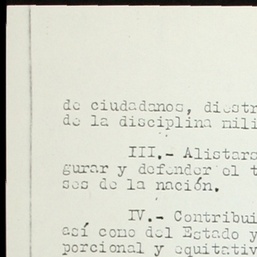 de ciudadanos, diestr
de la disciplina mili
III.- Alistars
gurar y defender el t
ses de la nación.
IV.- Contribui
así como del Estado y
porcional y equitativ